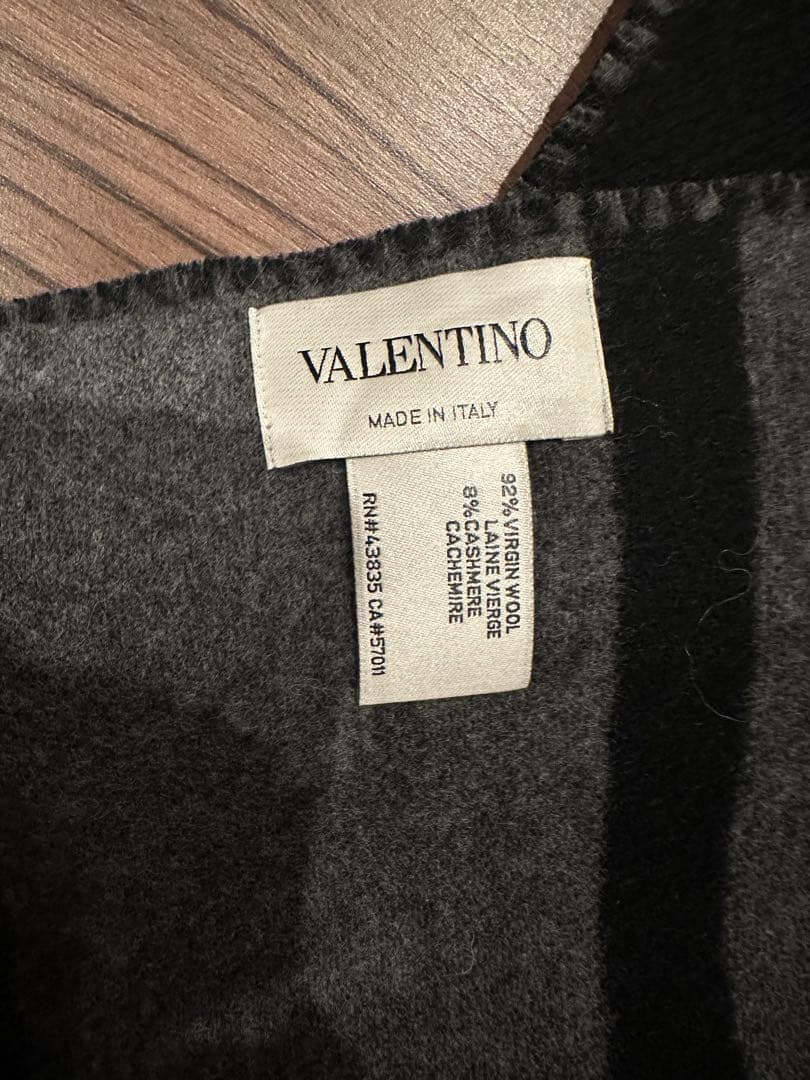 VALENTINO
MADE IN ITALY
92% VIRGIN WOOL
LAINE VIERGE
8% CASHMERE
CACHEMIRE
RN#43835 CA#57011